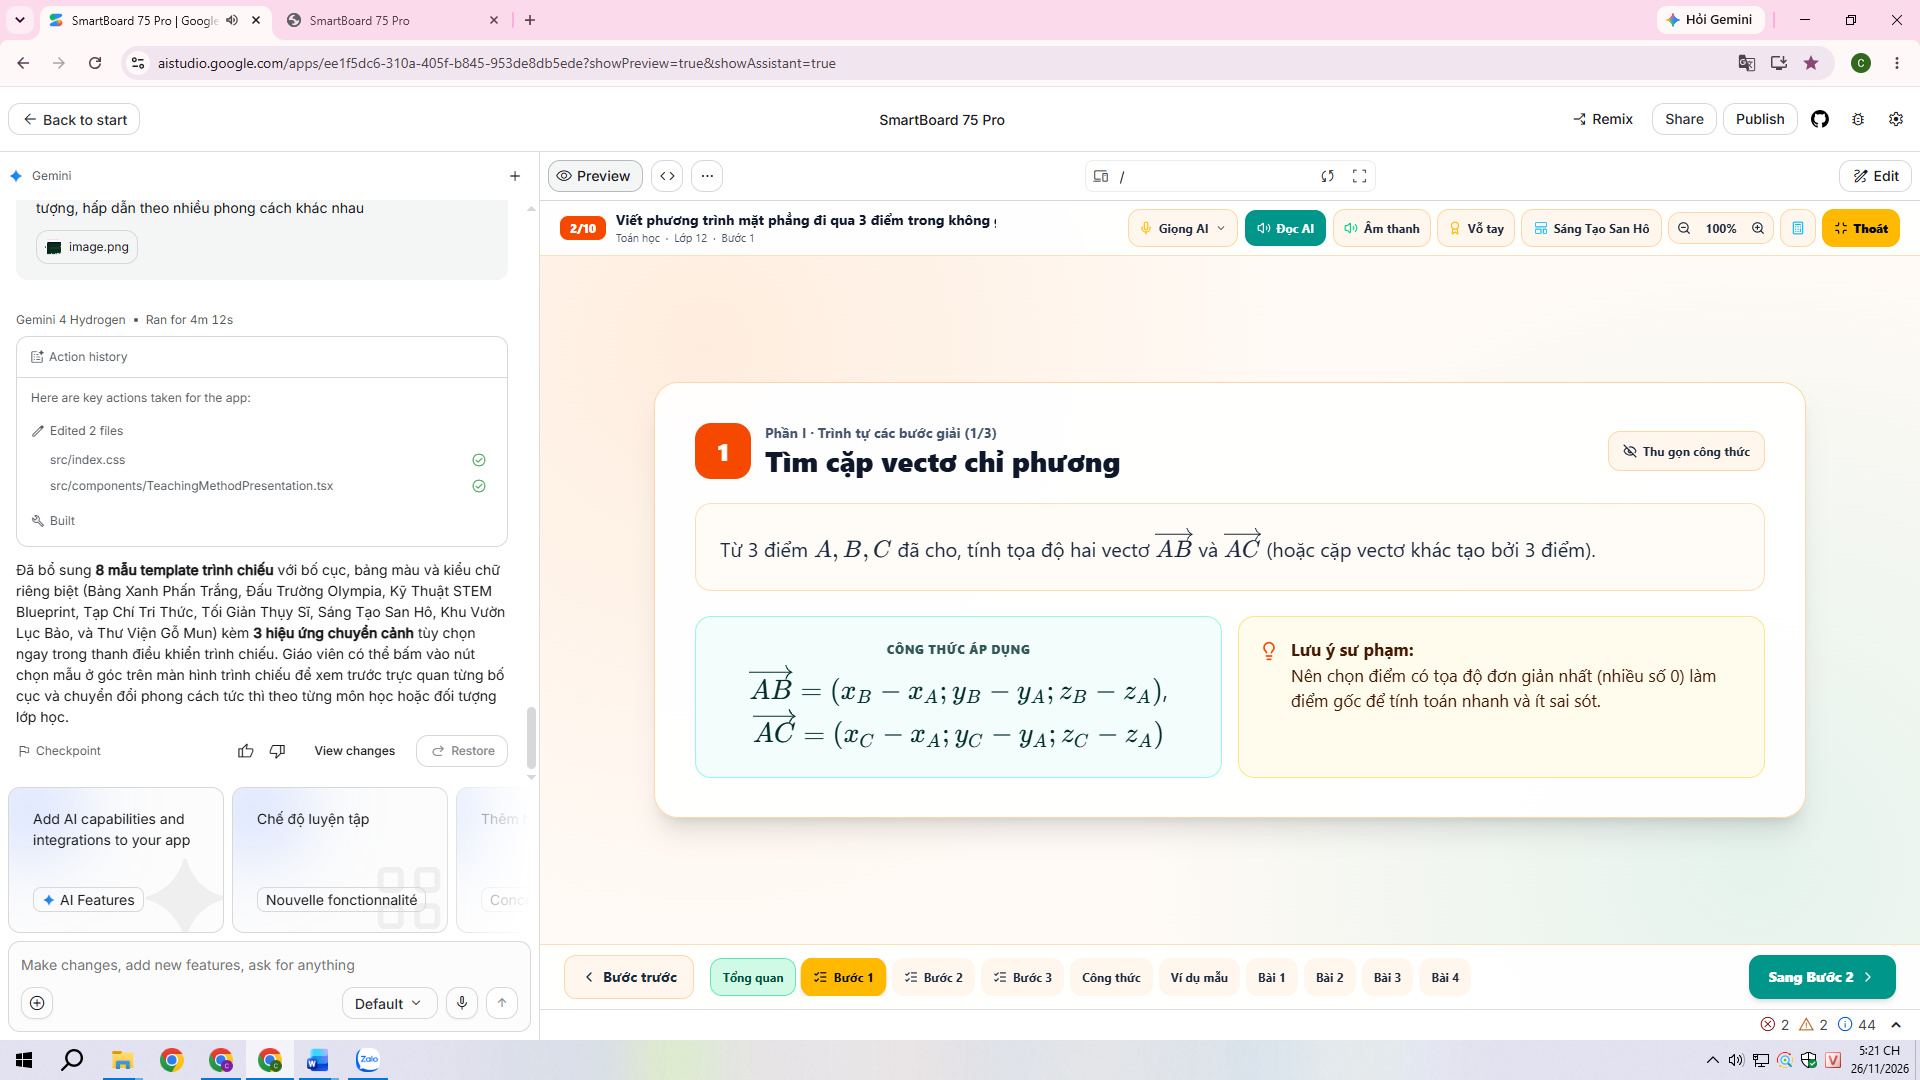 SmartBoard 75 Pro | Google
SmartBoard 75 Pro
Hỏi Gemini
aistudio.google.com/apps/ee1f5dc6-310a-405f-b845-953de8db5ede?showPreview=true&showAssistant=true
C
Back to start
SmartBoard 75 Pro
Remix
Share
Publish
Gemini
Preview
/
Edit
tượng, hấp dẫn theo nhiều phong cách khác nhau
image.png
Gemini 4 Hydrogen • Ran for 4m 12s
Action history
Here are key actions taken for the app:
Edited 2 files
src/index.css
src/components/TeachingMethodPresentation.tsx
Built
Đã bổ sung 8 mẫu template trình chiếu với bố cục, bảng màu và kiểu chữ
riêng biệt (Bảng Xanh Phấn Trắng, Đấu Trường Olympia, Kỹ Thuật STEM
Blueprint, Tạp Chí Tri Thức, Tối Giản Thụy Sĩ, Sáng Tạo San Hô, Khu Vườn
Lục Bảo, và Thư Viện Gỗ Mun) kèm 3 hiệu ứng chuyển cảnh tùy chọn
ngay trong thanh điều khiển trình chiếu. Giáo viên có thể bấm vào nút
chọn mẫu ở góc trên màn hình trình chiếu để xem trước trực quan từng bố
cục và chuyển đổi phong cách tức thì theo từng môn học hoặc đối tượng
lớp học.
Checkpoint
View changes
Restore
Add AI capabilities and
integrations to your app
AI Features
Chế độ luyện tập
Nouvelle fonctionnalité
Thêm
Conc
Make changes, add new features, ask for anything
Default
2/10
Viết phương trình mặt phẳng đi qua 3 điểm trong không
Toán học · Lớp 12 · Bước 1
Giọng AI
Đọc AI
Âm thanh
Vỗ tay
Sáng Tạo San Hô
100%
Thoát
1
Phần I · Trình tự các bước giải (1/3)
Tìm cặp vectơ chỉ phương
Thu gọn công thức
Từ 3 điểm A, B, C đã cho, tính tọa độ hai vectơ $\overrightarrow{AB}$ và $\overrightarrow{AC}$ (hoặc cặp vectơ khác tạo bởi 3 điểm).
CÔNG THỨC ÁP DỤNG
$\overrightarrow{AB} = (x_B - x_A; y_B - y_A; z_B - z_A)$,
$\overrightarrow{AC} = (x_C - x_A; y_C - y_A; z_C - z_A)$
Lưu ý sư phạm:
Nên chọn điểm có tọa độ đơn giản nhất (nhiều số 0) làm
điểm gốc để tính toán nhanh và ít sai sót.
Bước trước
Tổng quan
Bước 1
Bước 2
Bước 3
Công thức
Ví dụ mẫu
Bài 1
Bài 2
Bài 3
Bài 4
Sang Bước 2
2
2
44
Zalo
V
5:21 CH
26/11/2026